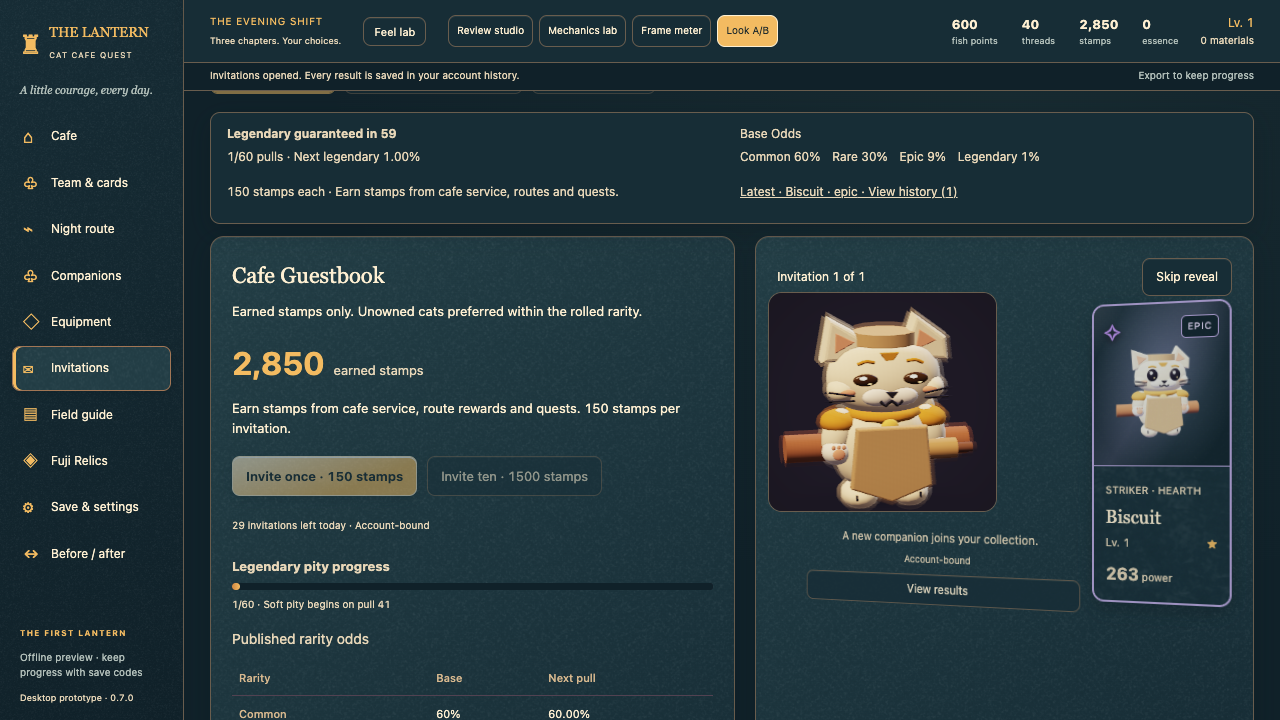 THE LANTERN
CAT CAFE QUEST
A little courage, every day.
Cafe
Team & cards
Night route
Companions
Equipment
Invitations
Field guide
Fuji Relics
Save & settings
Before / after
THE FIRST LANTERN
Offline preview · keep
progress with save codes
Desktop prototype · 0.7.0
THE EVENING SHIFT
Three chapters. Your choices.
Feel lab
Review studio
Mechanics lab
Frame meter
Look A/B
600
fish points
40
threads
2,850
stamps
0
essence
Lv. 1
0 materials
Invitations opened. Every result is saved in your account history.
Export to keep progress
Legendary guaranteed in 59
1/60 pulls · Next legendary 1.00%
150 stamps each · Earn stamps from cafe service, routes and quests.
Base Odds
Common 60% Rare 30% Epic 9% Legendary 1%
Latest · Biscuit · epic · View history (1)
Cafe Guestbook
Earned stamps only. Unowned cats preferred within the rolled rarity.
2,850 earned stamps
Earn stamps from cafe service, route rewards and quests. 150 stamps per
invitation.
Invite once · 150 stamps
Invite ten · 1500 stamps
29 invitations left today · Account-bound
Legendary pity progress
1/60 · Soft pity begins on pull 41
Published rarity odds
Rarity Base Next pull
Common 60% 60.00%
Invitation 1 of 1
Skip reveal
EPIC
STRIKER · HEARTH
Biscuit
Lv. 1
263 power
A new companion joins your collection.
Account-bound
View results